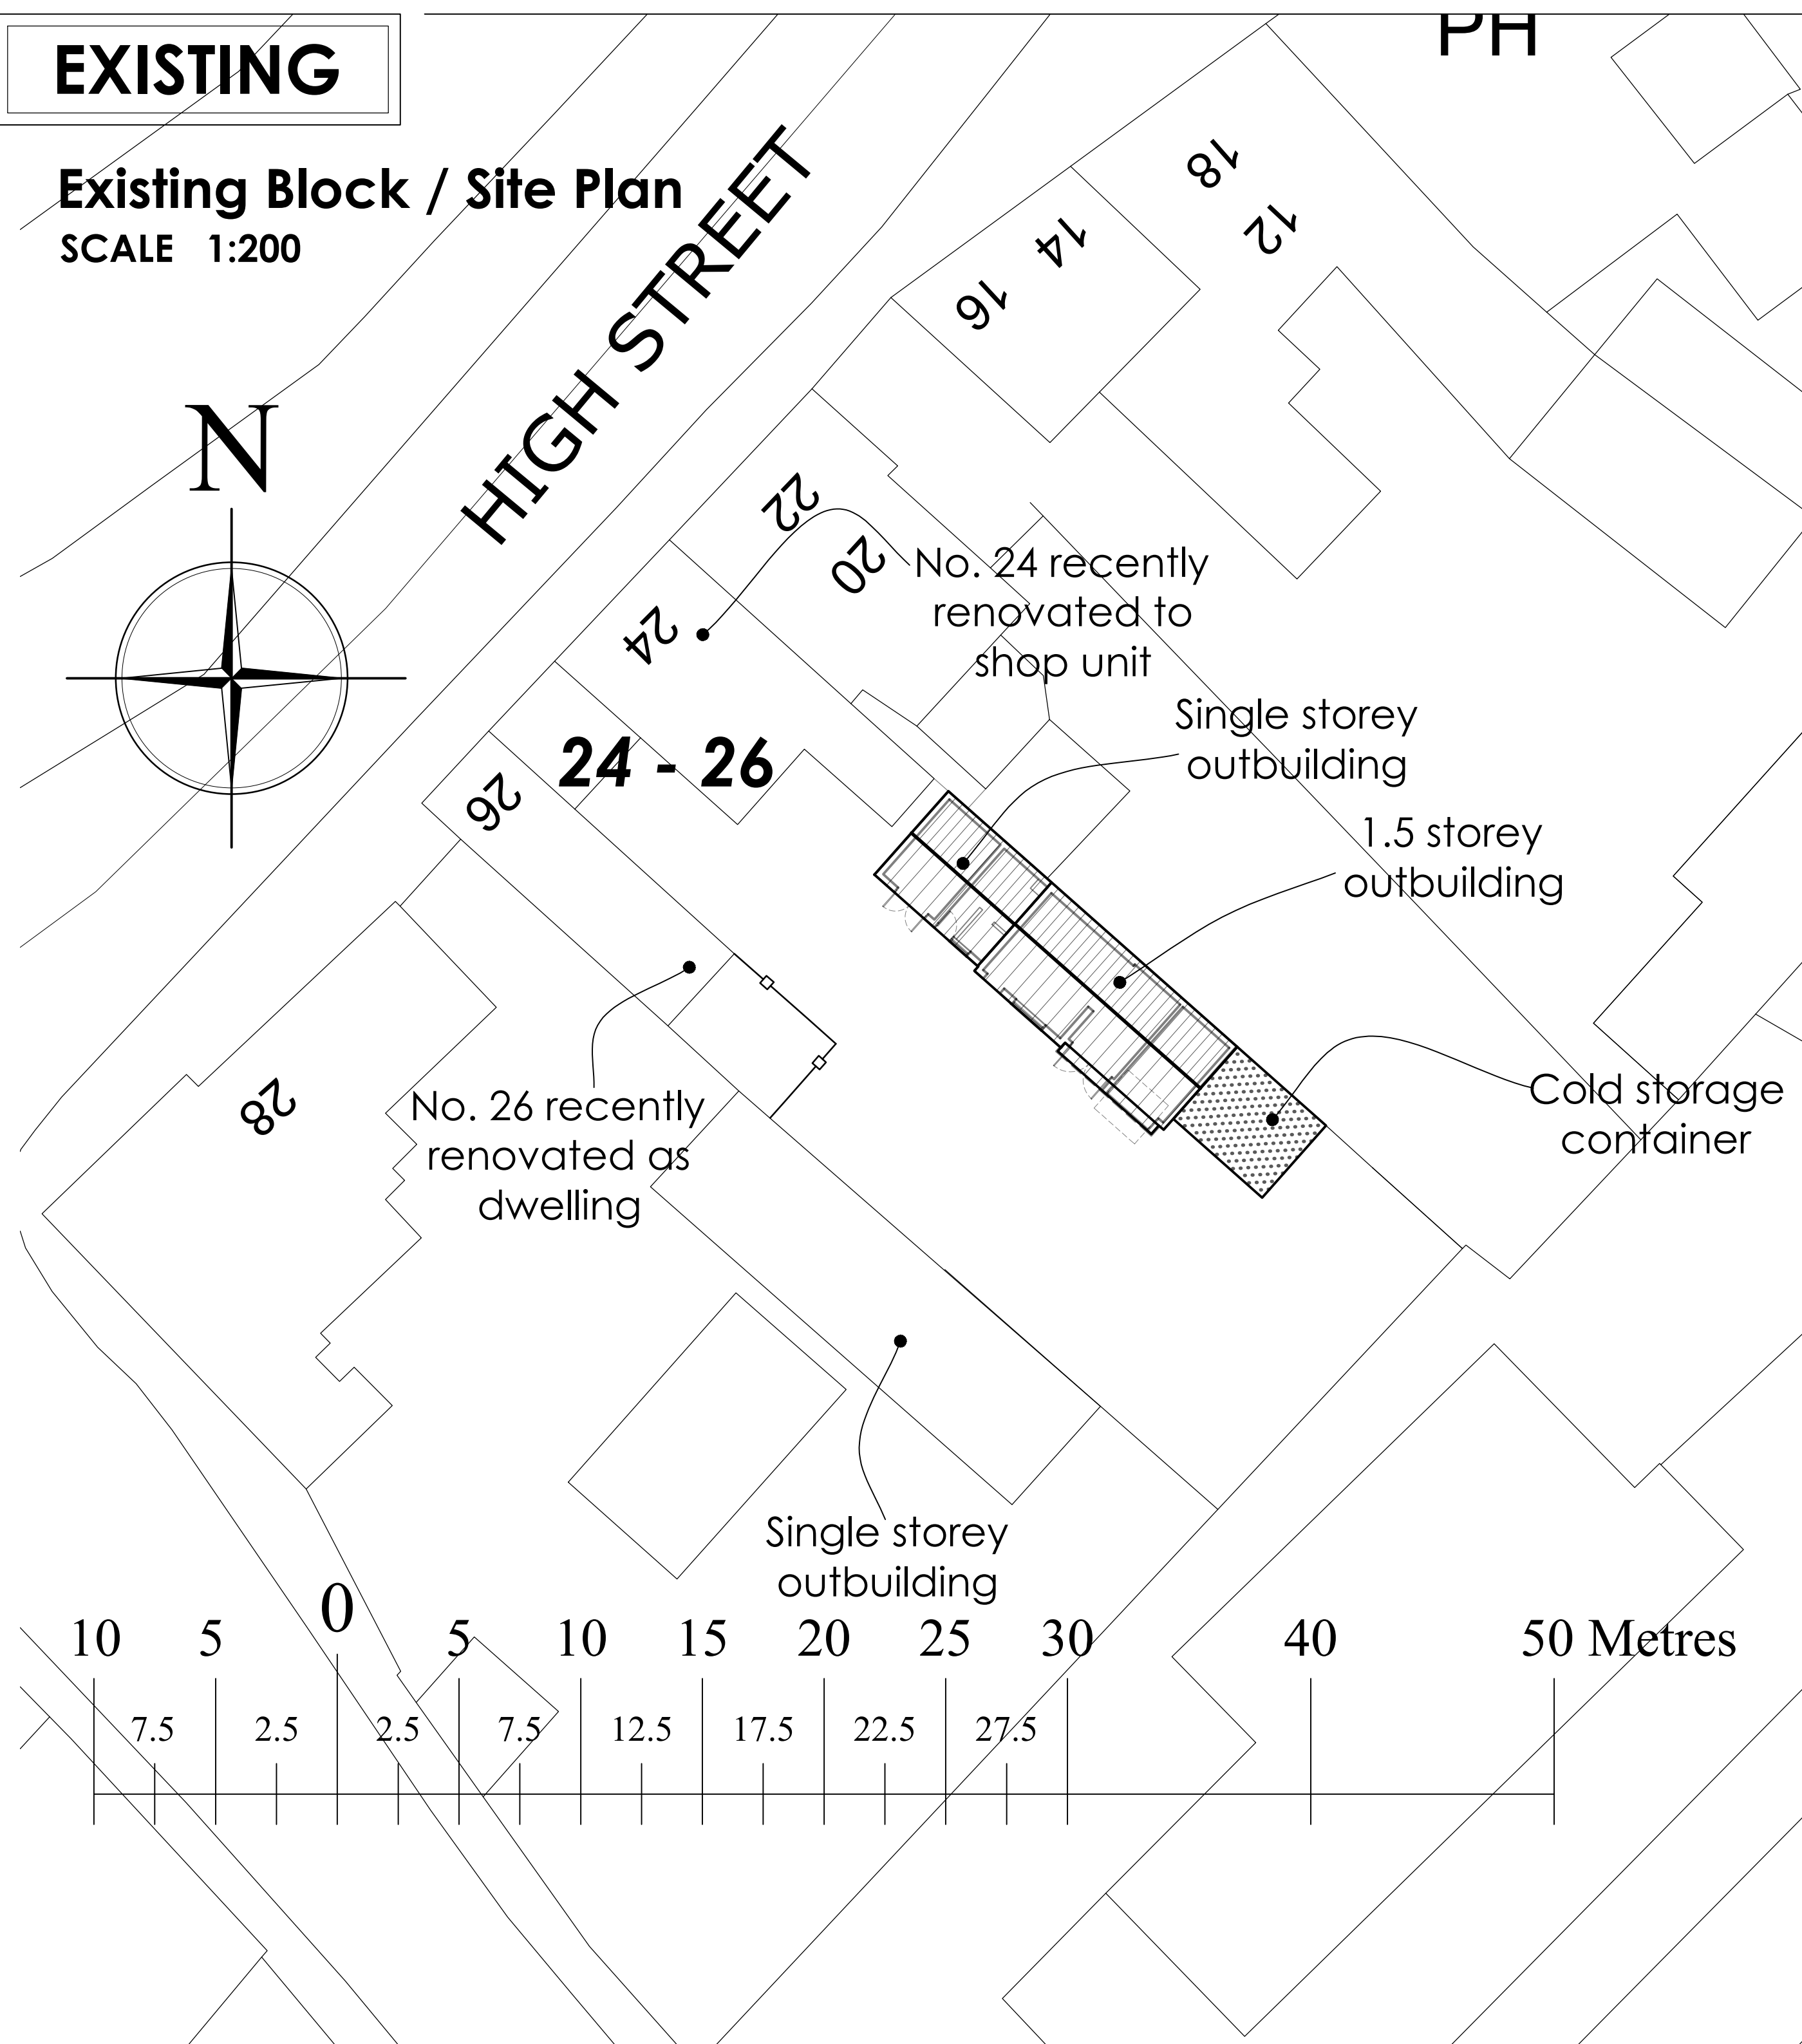 EXISTING
PH
Existing Block / Site Plan
SCALE 1:200
HIGH STREET
18
12
14
16
N
22
20
24
No. 24 recently
renovated to
shop unit
Single storey
outbuilding
24 - 26
26
1.5 storey
outbuilding
Cold storage
container
28
No. 26 recently
renovated as
dwelling
Single storey
outbuilding
10 5 0 5 10 15 20 25 30 40 50 Metres
7.5 2.5 2.5 7.5 12.5 17.5 22.5 27.5